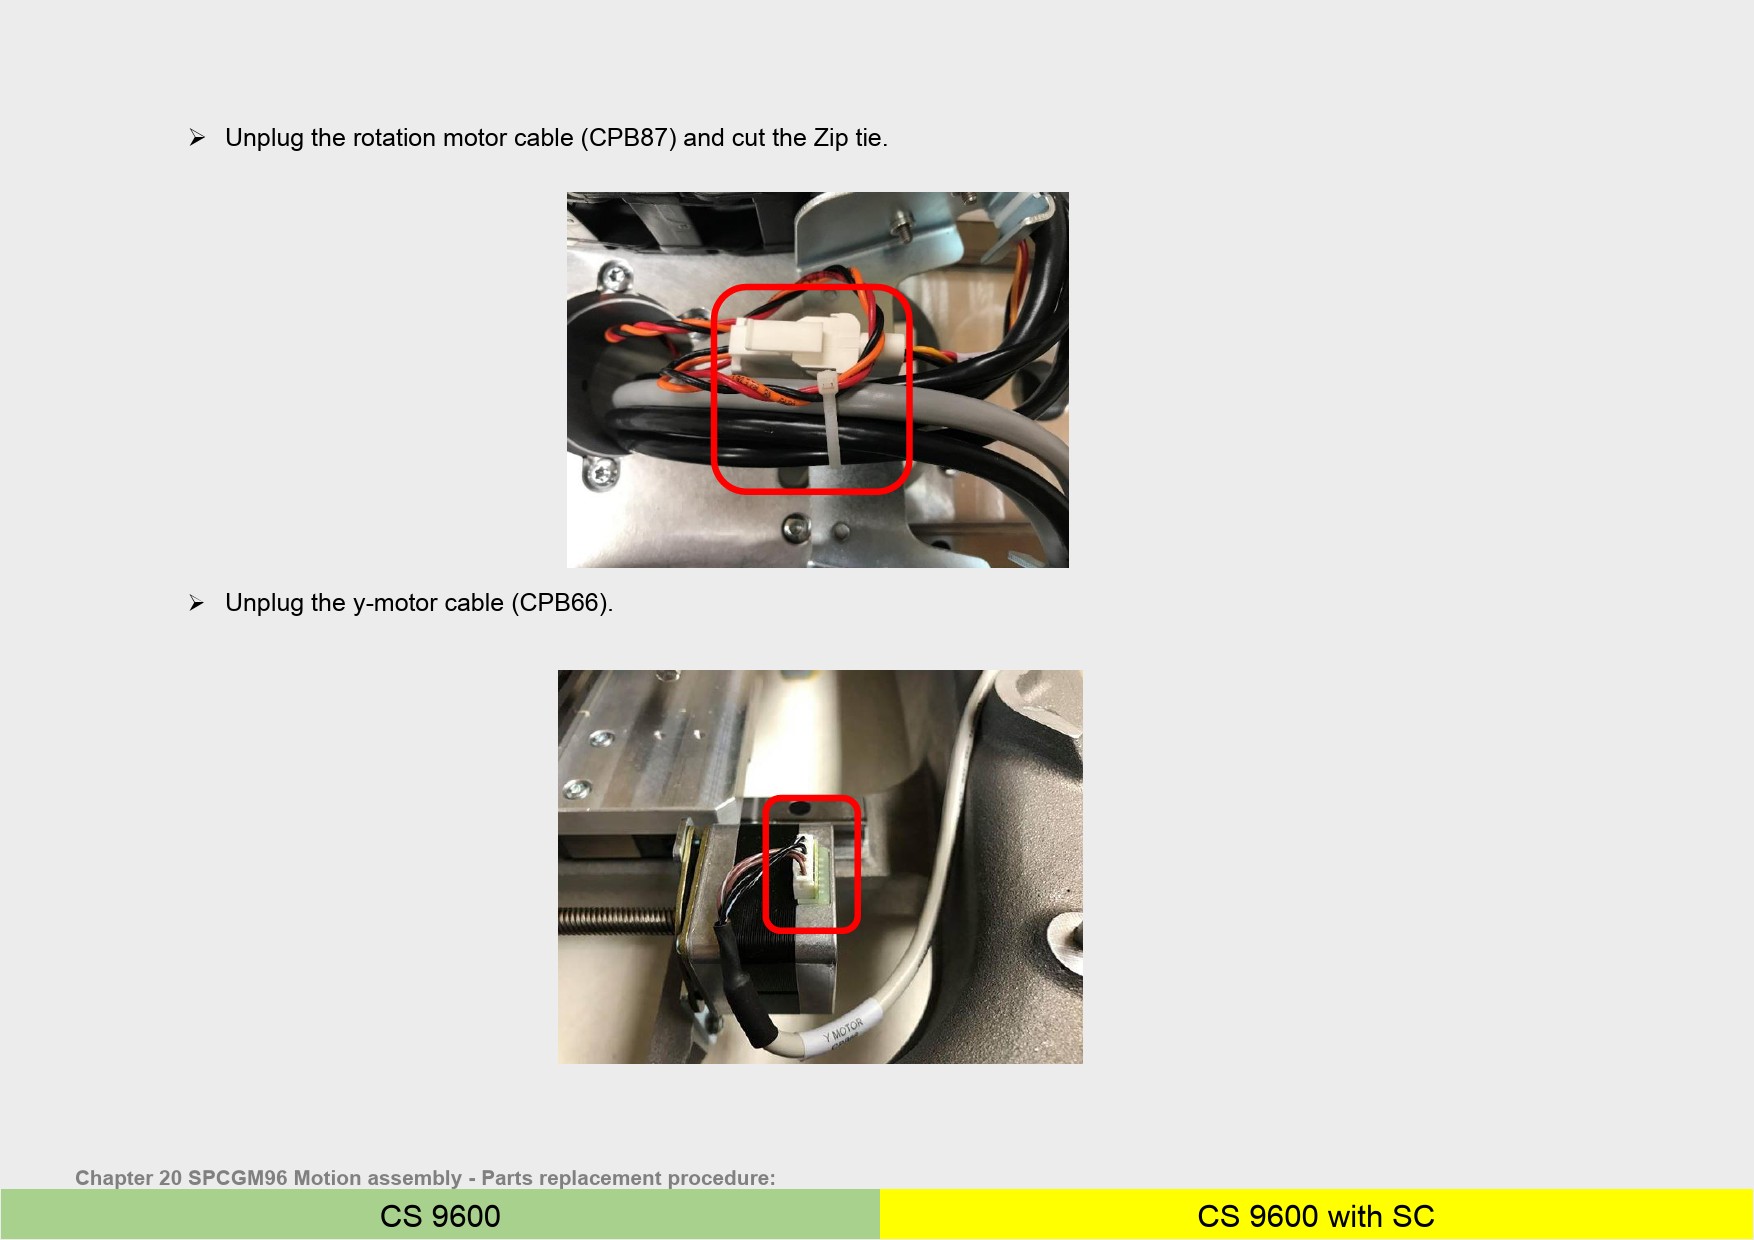 Unplug the rotation motor cable (CPB87) and cut the Zip tie.
Unplug the y-motor cable (CPB66).
Y MOTOR
Chapter 20 SPCGM96 Motion assembly - Parts replacement procedure:
CS 9600
CS 9600 with SC